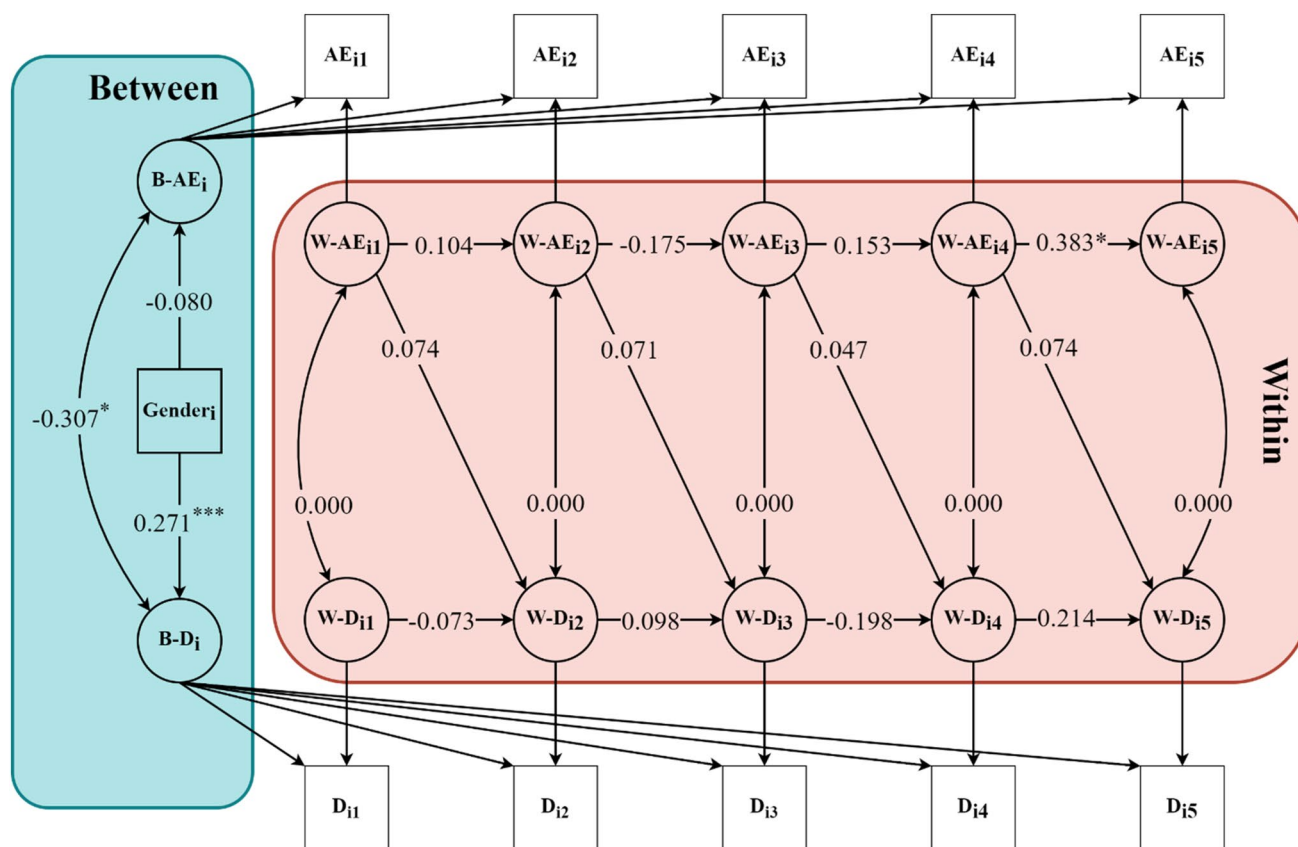 AEi1 AEi2 AEi3 AEi4 AEi5
Between
B-AEi
W-AEi1 0.104 W-AEi2 -0.175 W-AEi3 0.153 W-AEi4 0.383* W-AEi5
-0.080
0.074 0.071 0.047 0.074
Genderi
-0.307*
Within
0.271***
0.000 0.000 0.000 0.000 0.000
B-Di
W-Di1 -0.073 W-Di2 0.098 W-Di3 -0.198 W-Di4 0.214 W-Di5
Di1 Di2 Di3 Di4 Di5